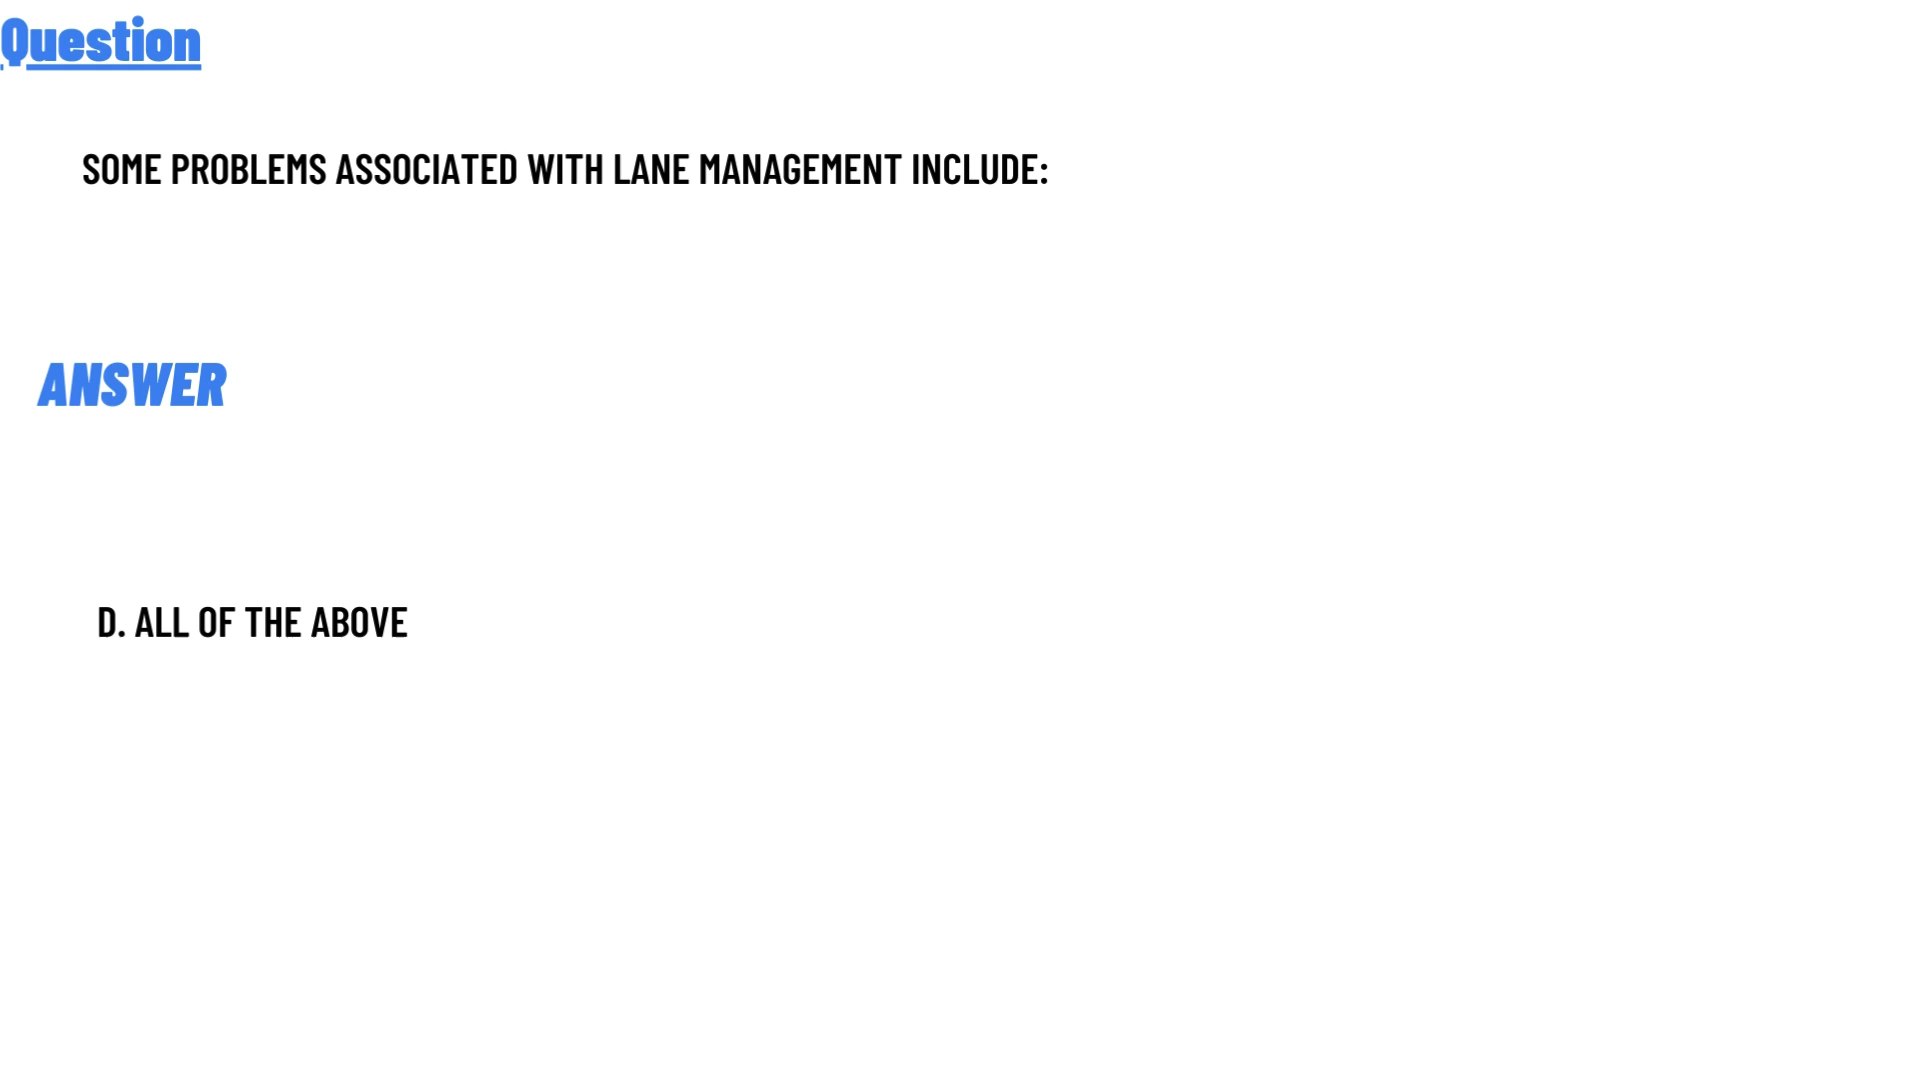 Question
SOME PROBLEMS ASSOCIATED WITH LANE MANAGEMENT INCLUDE:
ANSWER
D. ALL OF THE ABOVE